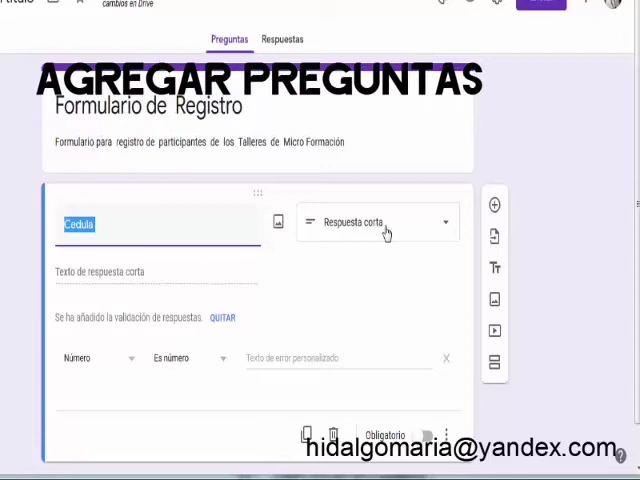 cambios en Drive
Preguntas Respuestas
AGREGAR PREGUNTAS
Formulario de Registro
Formulario para registro de participantes de los Talleres de Micro Formación
Cedula
Respuesta corta
Texto de respuesta corta
Se ha añadido la validación de respuestas. QUITAR
Número Es número Texto de error personalizado
Obligatorio
hidalgomaria@yandex.com